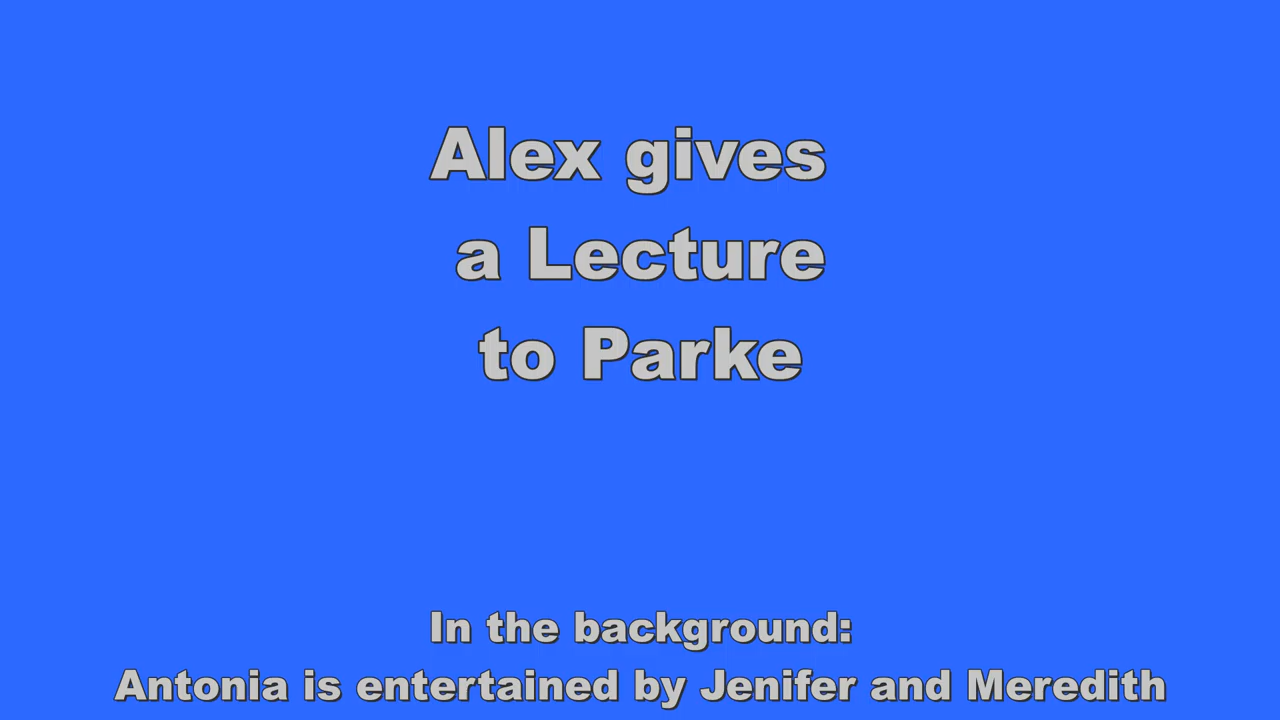 Alex gives
a Lecture
to Parke
In the background:
Antonia is entertained by Jenifer and Meredith